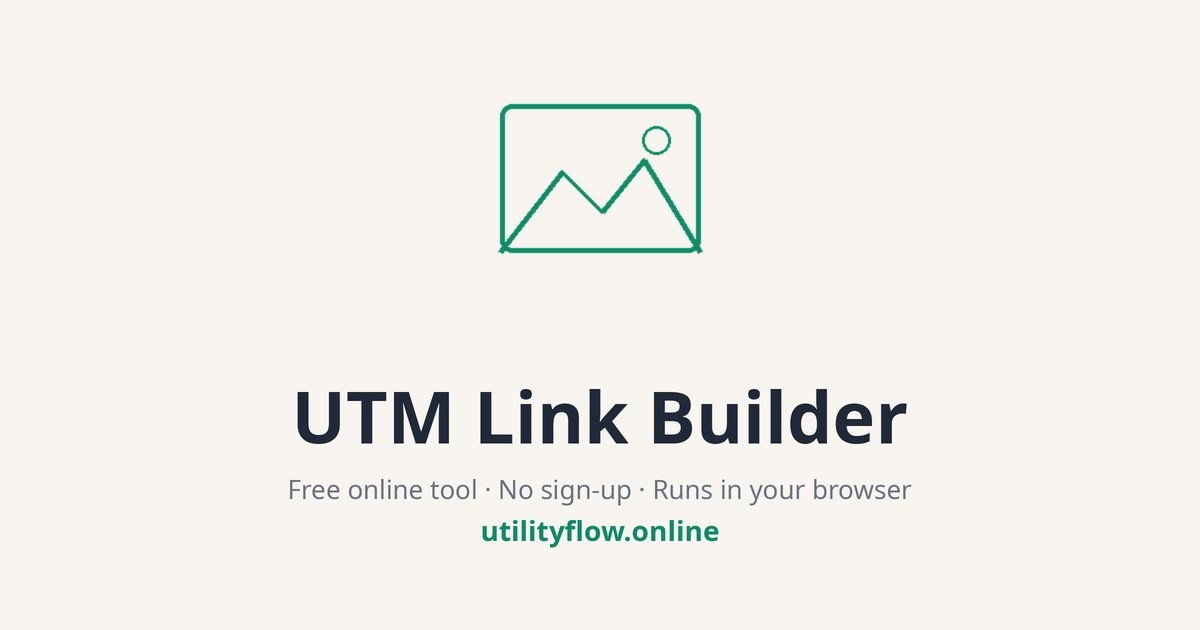 UTM Link Builder
Free online tool · No sign-up · Runs in your browser
utilityflow.online